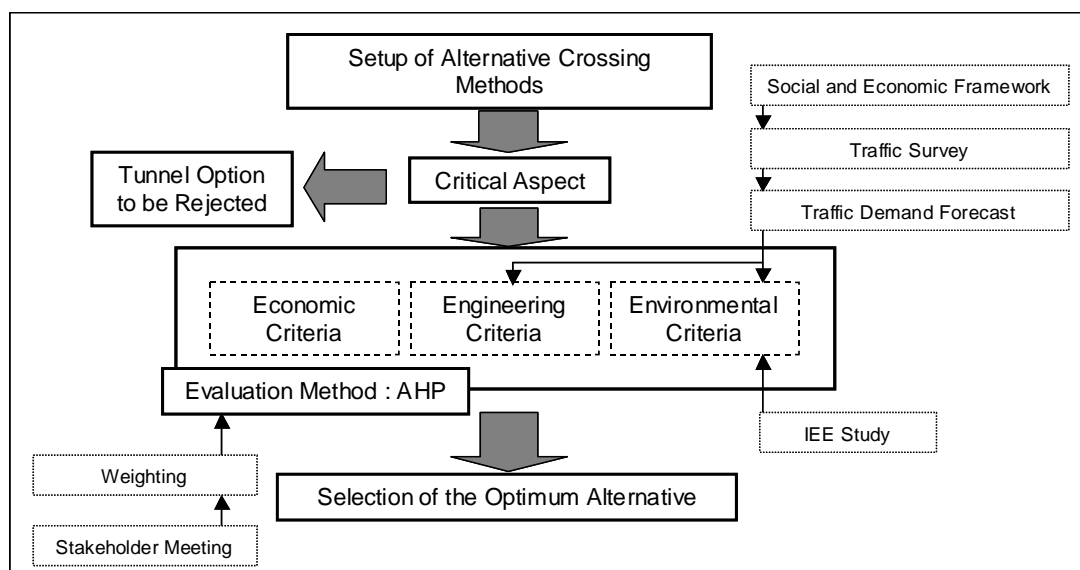 Setup of Alternative Crossing
Methods
Social and Economic Framework
Traffic Survey
Tunnel Option
to be Rejected
Critical Aspect
Traffic Demand Forecast
Economic
Criteria
Engineering
Criteria
Environmental
Criteria
Evaluation Method : AHP
IEE Study
Weighting
Selection of the Optimum Alternative
Stakeholder Meeting